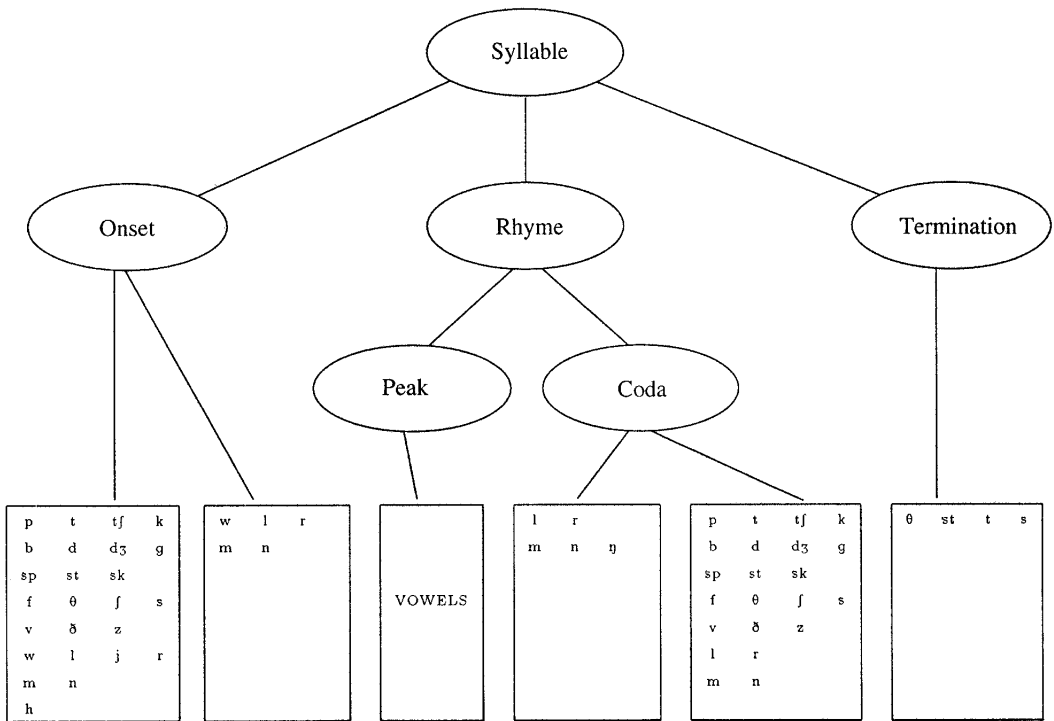 Syllable
Onset
Rhyme
Termination
Peak
Coda
p t tʃ k
b d dʒ g
sp st sk
f θ ʃ s
v ð z
w l j r
m n
h
w l r
m n
VOWELS
l r
m n ŋ
p t tʃ k
b d dʒ g
sp st sk
f θ ʃ s
v ð z
l r
m n
θ st t s